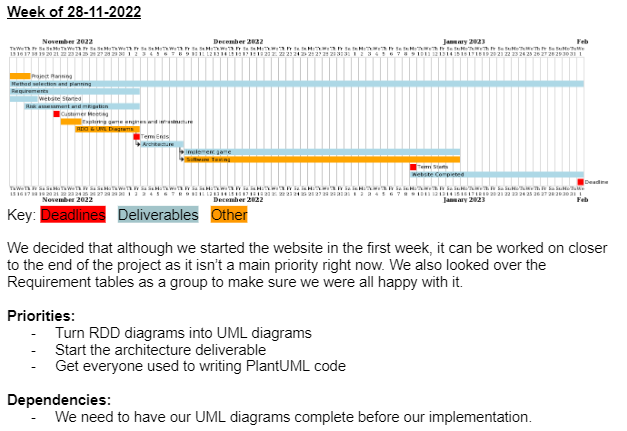 Week of 28-11-2022
November 2022 December 2022 January 2023 Feb
Project Planning
Method selection and planning
Requirements
Website Started
Risk assessment and mitigation
Customer Meeting
Exploring game engines and infrastructure
RDD & UML Diagrams
Term Ends
Architecture
Implement game
Software Testing
Term Starts
Website Completed
Deadline
November 2022 December 2022 January 2023 Feb
Key: Deadlines Deliverables Other
We decided that although we started the website in the first week, it can be worked on closer
to the end of the project as it isn’t a main priority right now. We also looked over the
Requirement tables as a group to make sure we were all happy with it.
Priorities:
- Turn RDD diagrams into UML diagrams
- Start the architecture deliverable
- Get everyone used to writing PlantUML code
Dependencies:
- We need to have our UML diagrams complete before our implementation.